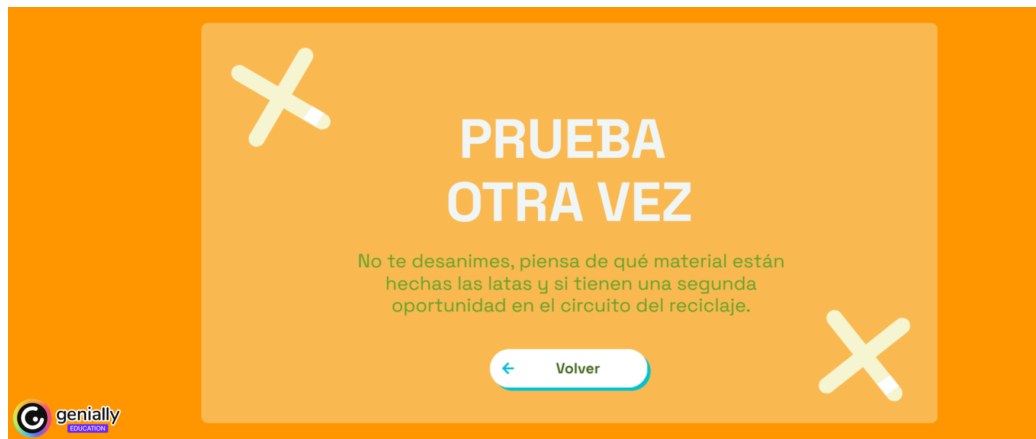 PRUEBA
OTRA VEZ
No te desanimes, piensa de qué material están
hechas las latas y si tienen una segunda
oportunidad en el circuito del reciclaje.
Volver
genially
EDUCATION